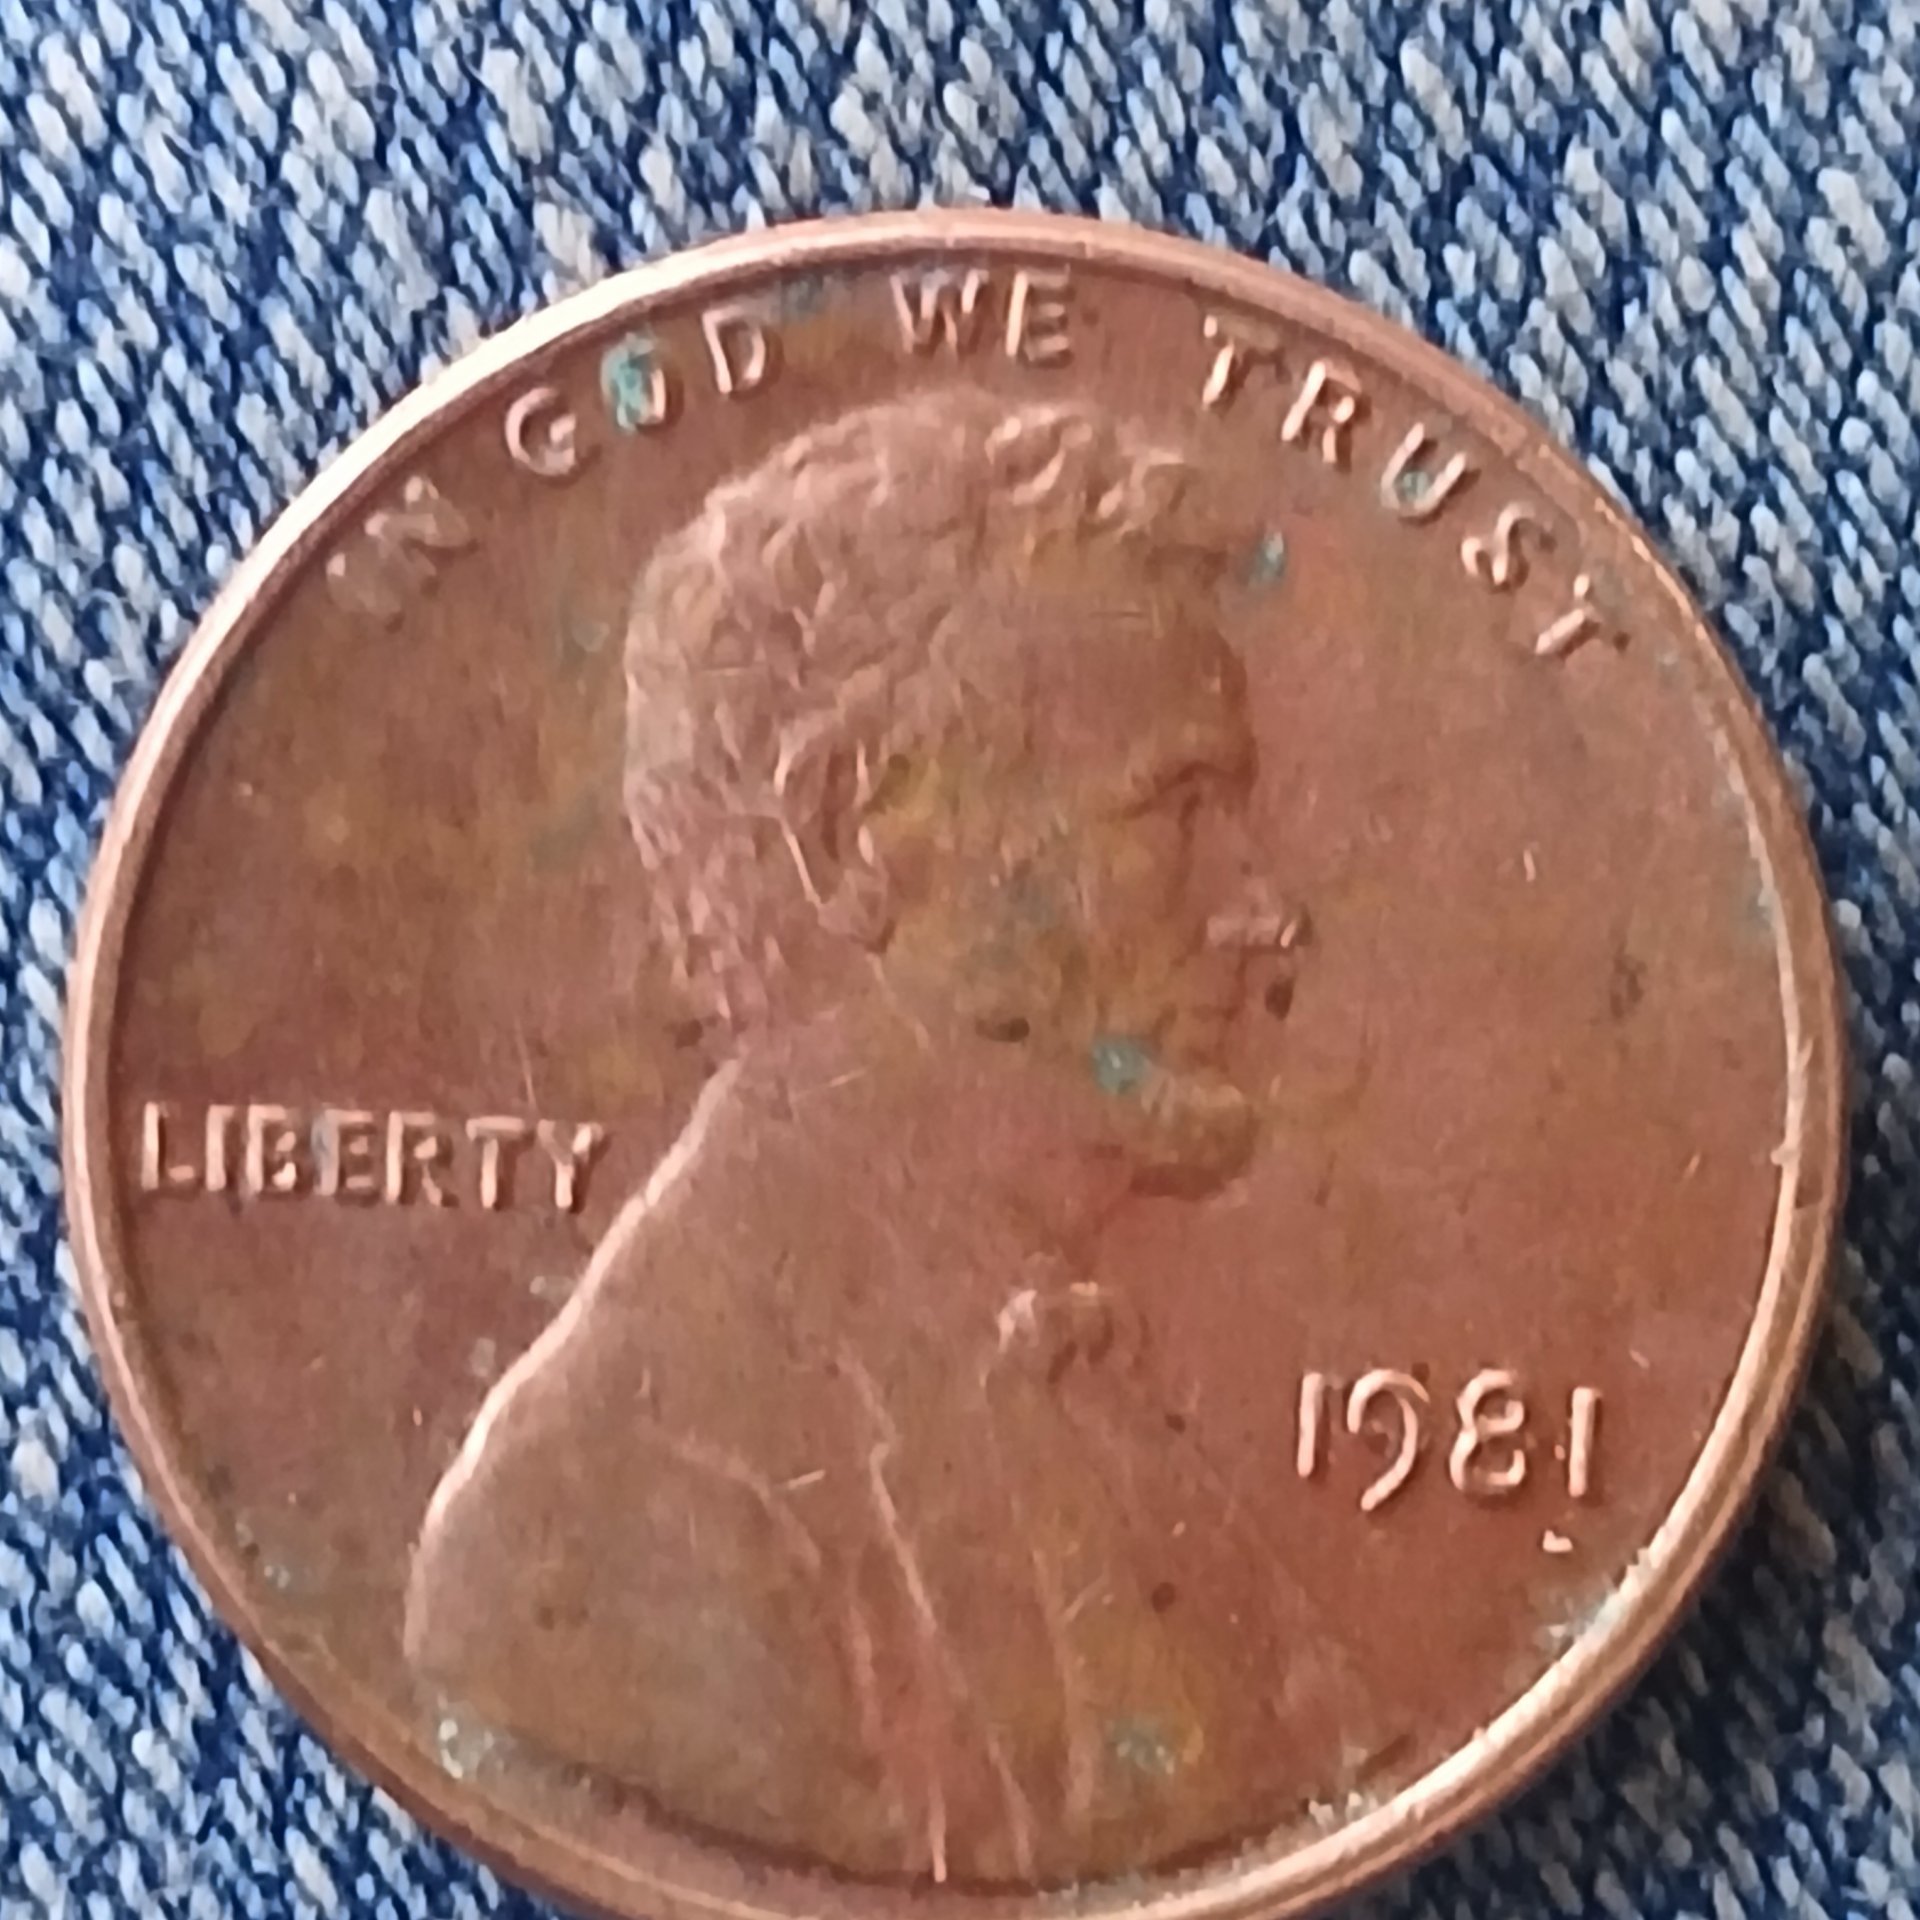 IN GOD WE TRUST
LIBERTY
1981